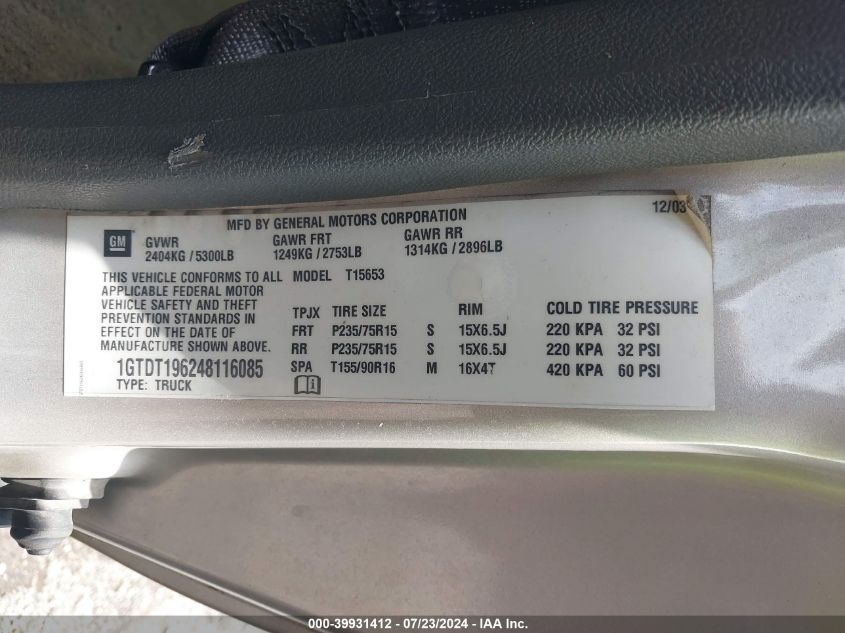 MFD BY GENERAL MOTORS CORPORATION
12/03
GM
GVWR GAWR FRT GAWR RR
2404KG / 5300LB 1249KG / 2753LB 1314KG / 2896LB
THIS VEHICLE CONFORMS TO ALL
APPLICABLE FEDERAL MOTOR
VEHICLE SAFETY AND THEFT
PREVENTION STANDARDS IN
EFFECT ON THE DATE OF
MANUFACTURE SHOWN ABOVE.
1GTDT196248116085
TYPE: TRUCK
MODEL T15653
TPJX TIRE SIZE RIM COLD TIRE PRESSURE
FRT P235/75R15 S 15X6.5J 220 KPA 32 PSI
RR P235/75R15 S 15X6.5J 220 KPA 32 PSI
SPA T155/90R16 M 16X4T 420 KPA 60 PSI
000-39931412 - 07/23/2024 - IAA Inc.